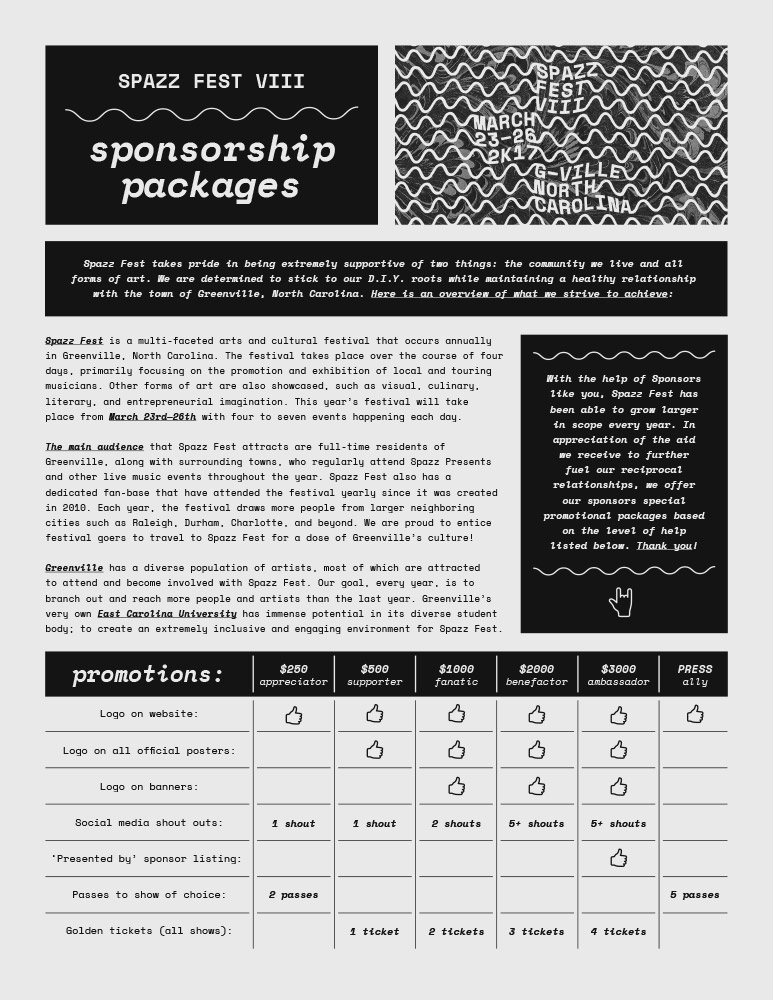 SPAZZ FEST VIII
sponsorship
packages
SPAZZ
FEST
VIII
MARCH
23-26
2K17
G-VILLE
NORTH
CAROLINA
Spazz Fest takes pride in being extremely supportive of two things: the community we live and all
forms of art. We are determined to stick to our D.I.Y. roots while maintaining a healthy relationship
with the town of Greenville, North Carolina. Here is an overview of what we strive to achieve:
Spazz Fest is a multi-faceted arts and cultural festival that occurs annually
in Greenville, North Carolina. The festival takes place over the course of four
days, primarily focusing on the promotion and exhibition of local and touring
musicians. Other forms of art are also showcased, such as visual, culinary,
literary, and entrepreneurial imagination. This year's festival will take
place from March 23rd–26th with four to seven events happening each day.
The main audience that Spazz Fest attracts are full-time residents of
Greenville, along with surrounding towns, who regularly attend Spazz Presents
and other live music events throughout the year. Spazz Fest also has a
dedicated fan-base that have attended the festival yearly since it was created
in 2010. Each year, the festival draws more people from larger neighboring
cities such as Raleigh, Durham, Charlotte, and beyond. We are proud to entice
festival goers to travel to Spazz Fest for a dose of Greenville's culture!
Greenville has a diverse population of artists, most of which are attracted
to attend and become involved with Spazz Fest. Our goal, every year, is to
branch out and reach more people and artists than the last year. Greenville's
very own East Carolina University has immense potential in its diverse student
body; to create an extremely inclusive and engaging environment for Spazz Fest.
With the help of Sponsors
like you, Spazz Fest has
been able to grow larger
in scope every year. In
appreciation of the aid
we receive to further
fuel our reciprocal
relationships, we offer
our sponsors special
promotional packages based
on the level of help
listed below. Thank you!
promotions: $250 $500 $1000 $2000 $3000 PRESS
appreciator supporter fanatic benefactor ambassador ally
Logo on website:
Logo on all official posters:
Logo on banners:
Social media shout outs: 1 shout 1 shout 2 shouts 5+ shouts 5+ shouts
'Presented by' sponsor listing:
Passes to show of choice: 2 passes 5 passes
Golden tickets (all shows): 1 ticket 2 tickets 3 tickets 4 tickets